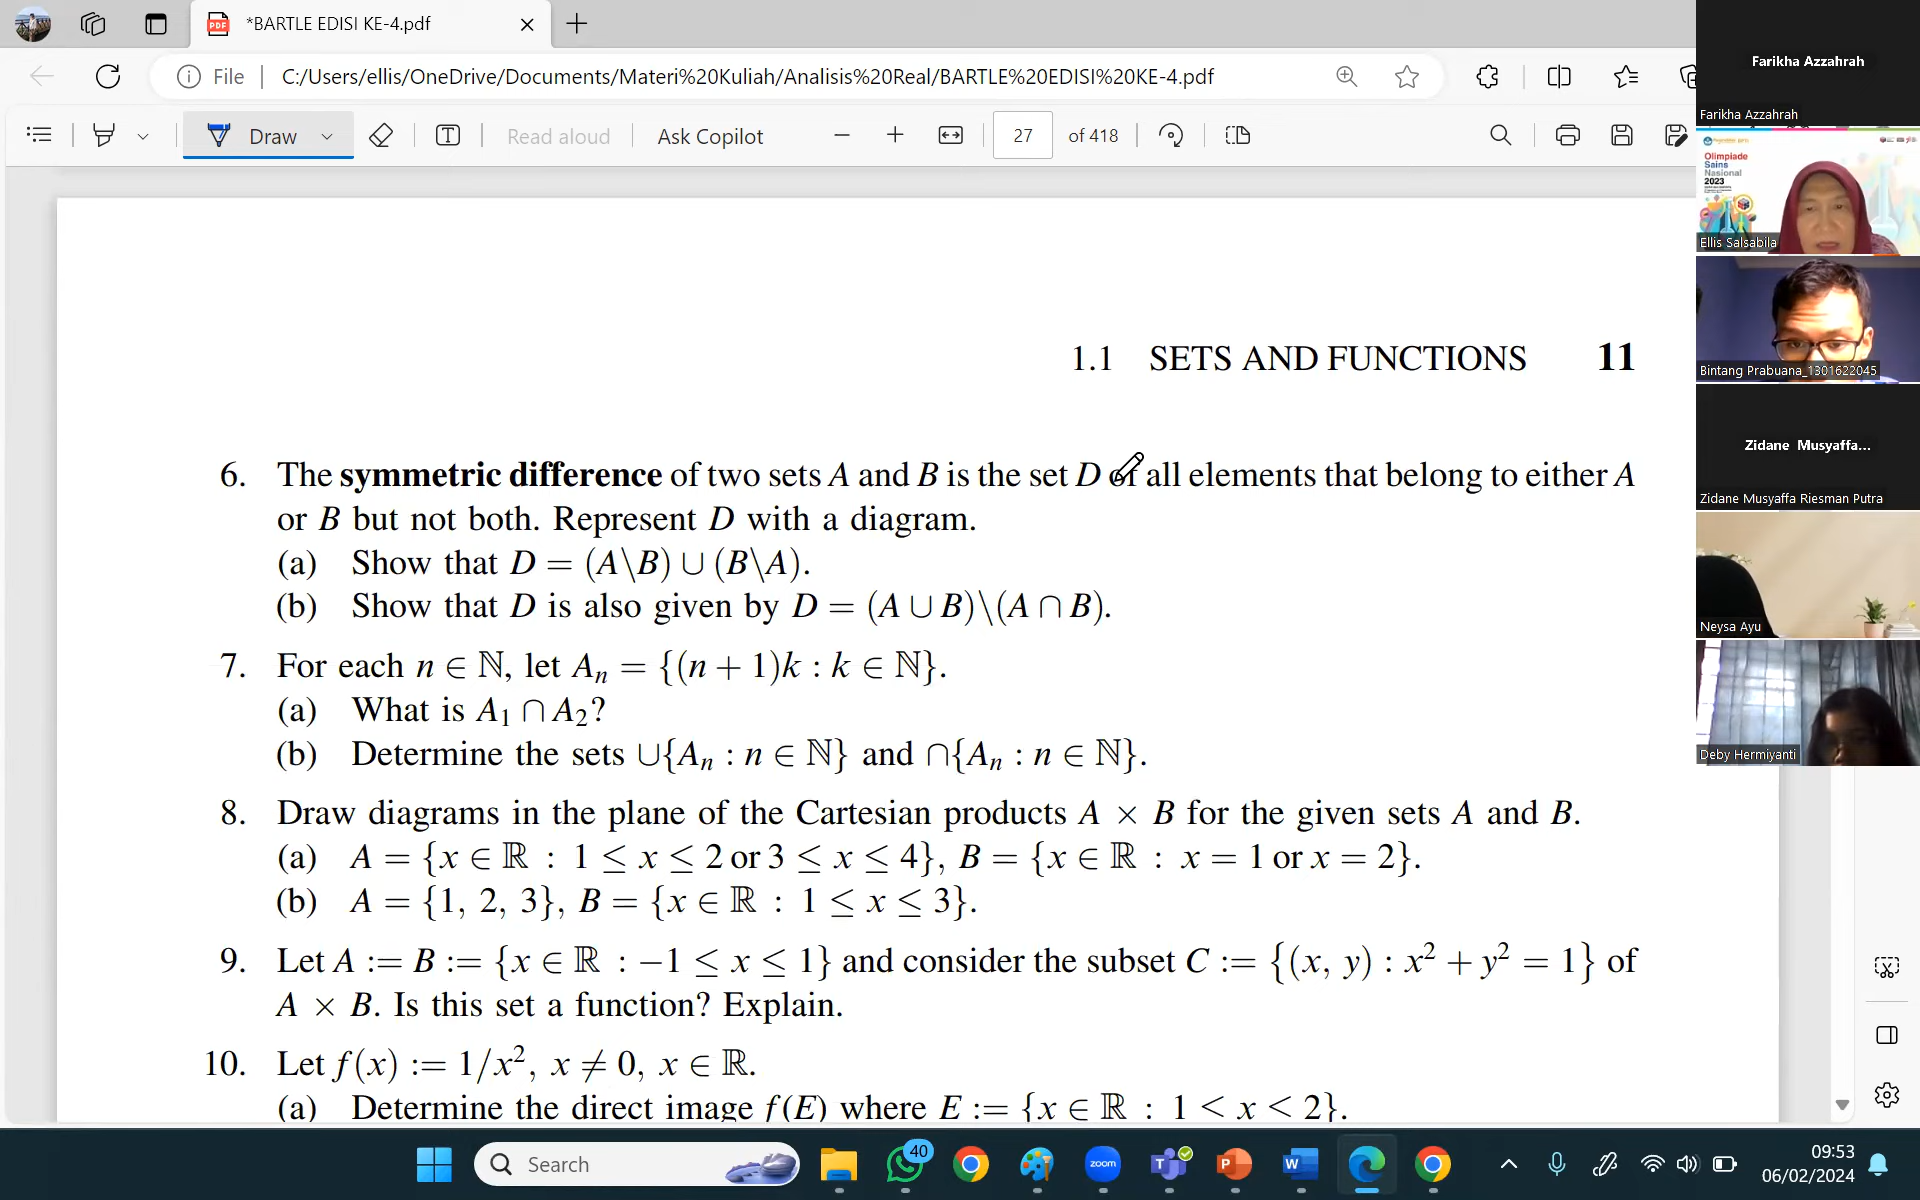 *BARTLE EDISI KE-4.pdf
File
C:/Users/ellis/OneDrive/Documents/Materi%20Kuliah/Analisis%20Real/BARTLE%20EDISI%20KE-4.pdf
Draw
Read aloud
Ask Copilot
27
of 418
1.1 SETS AND FUNCTIONS 11
6. The symmetric difference of two sets A and B is the set D of all elements that belong to either A
or B but not both. Represent D with a diagram.
(a) Show that D = (A\B) ∪ (B\A).
(b) Show that D is also given by D = (A ∪ B)\(A ∩ B).
7. For each n ∈ ℕ, let Aₙ = {(n + 1)k : k ∈ ℕ}.
(a) What is A₁ ∩ A₂?
(b) Determine the sets ∪{Aₙ : n ∈ ℕ} and ∩{Aₙ : n ∈ ℕ}.
8. Draw diagrams in the plane of the Cartesian products A × B for the given sets A and B.
(a) A = {x ∈ ℝ : 1 ≤ x ≤ 2 or 3 ≤ x ≤ 4}, B = {x ∈ ℝ : x = 1 or x = 2}.
(b) A = {1, 2, 3}, B = {x ∈ ℝ : 1 ≤ x ≤ 3}.
9. Let A := B := {x ∈ ℝ : −1 ≤ x ≤ 1} and consider the subset C := {(x, y) : x² + y² = 1} of
A × B. Is this set a function? Explain.
10. Let f(x) := 1/x², x ≠ 0, x ∈ ℝ.
(a) Determine the direct image f(E) where E := {x ∈ ℝ : 1 < x < 2}.
Farikha Azzahrah
Farikha Azzahrah
Olimpiade
Sains
Nasional
2023
Ellis Salsabila
Bintang Prabuana_1301622045
Zidane Musyaffa...
Zidane Musyaffa Riesman Putra
Neysa Ayu
Deby Hermiyanti
Search
40
zoom
09:53
06/02/2024